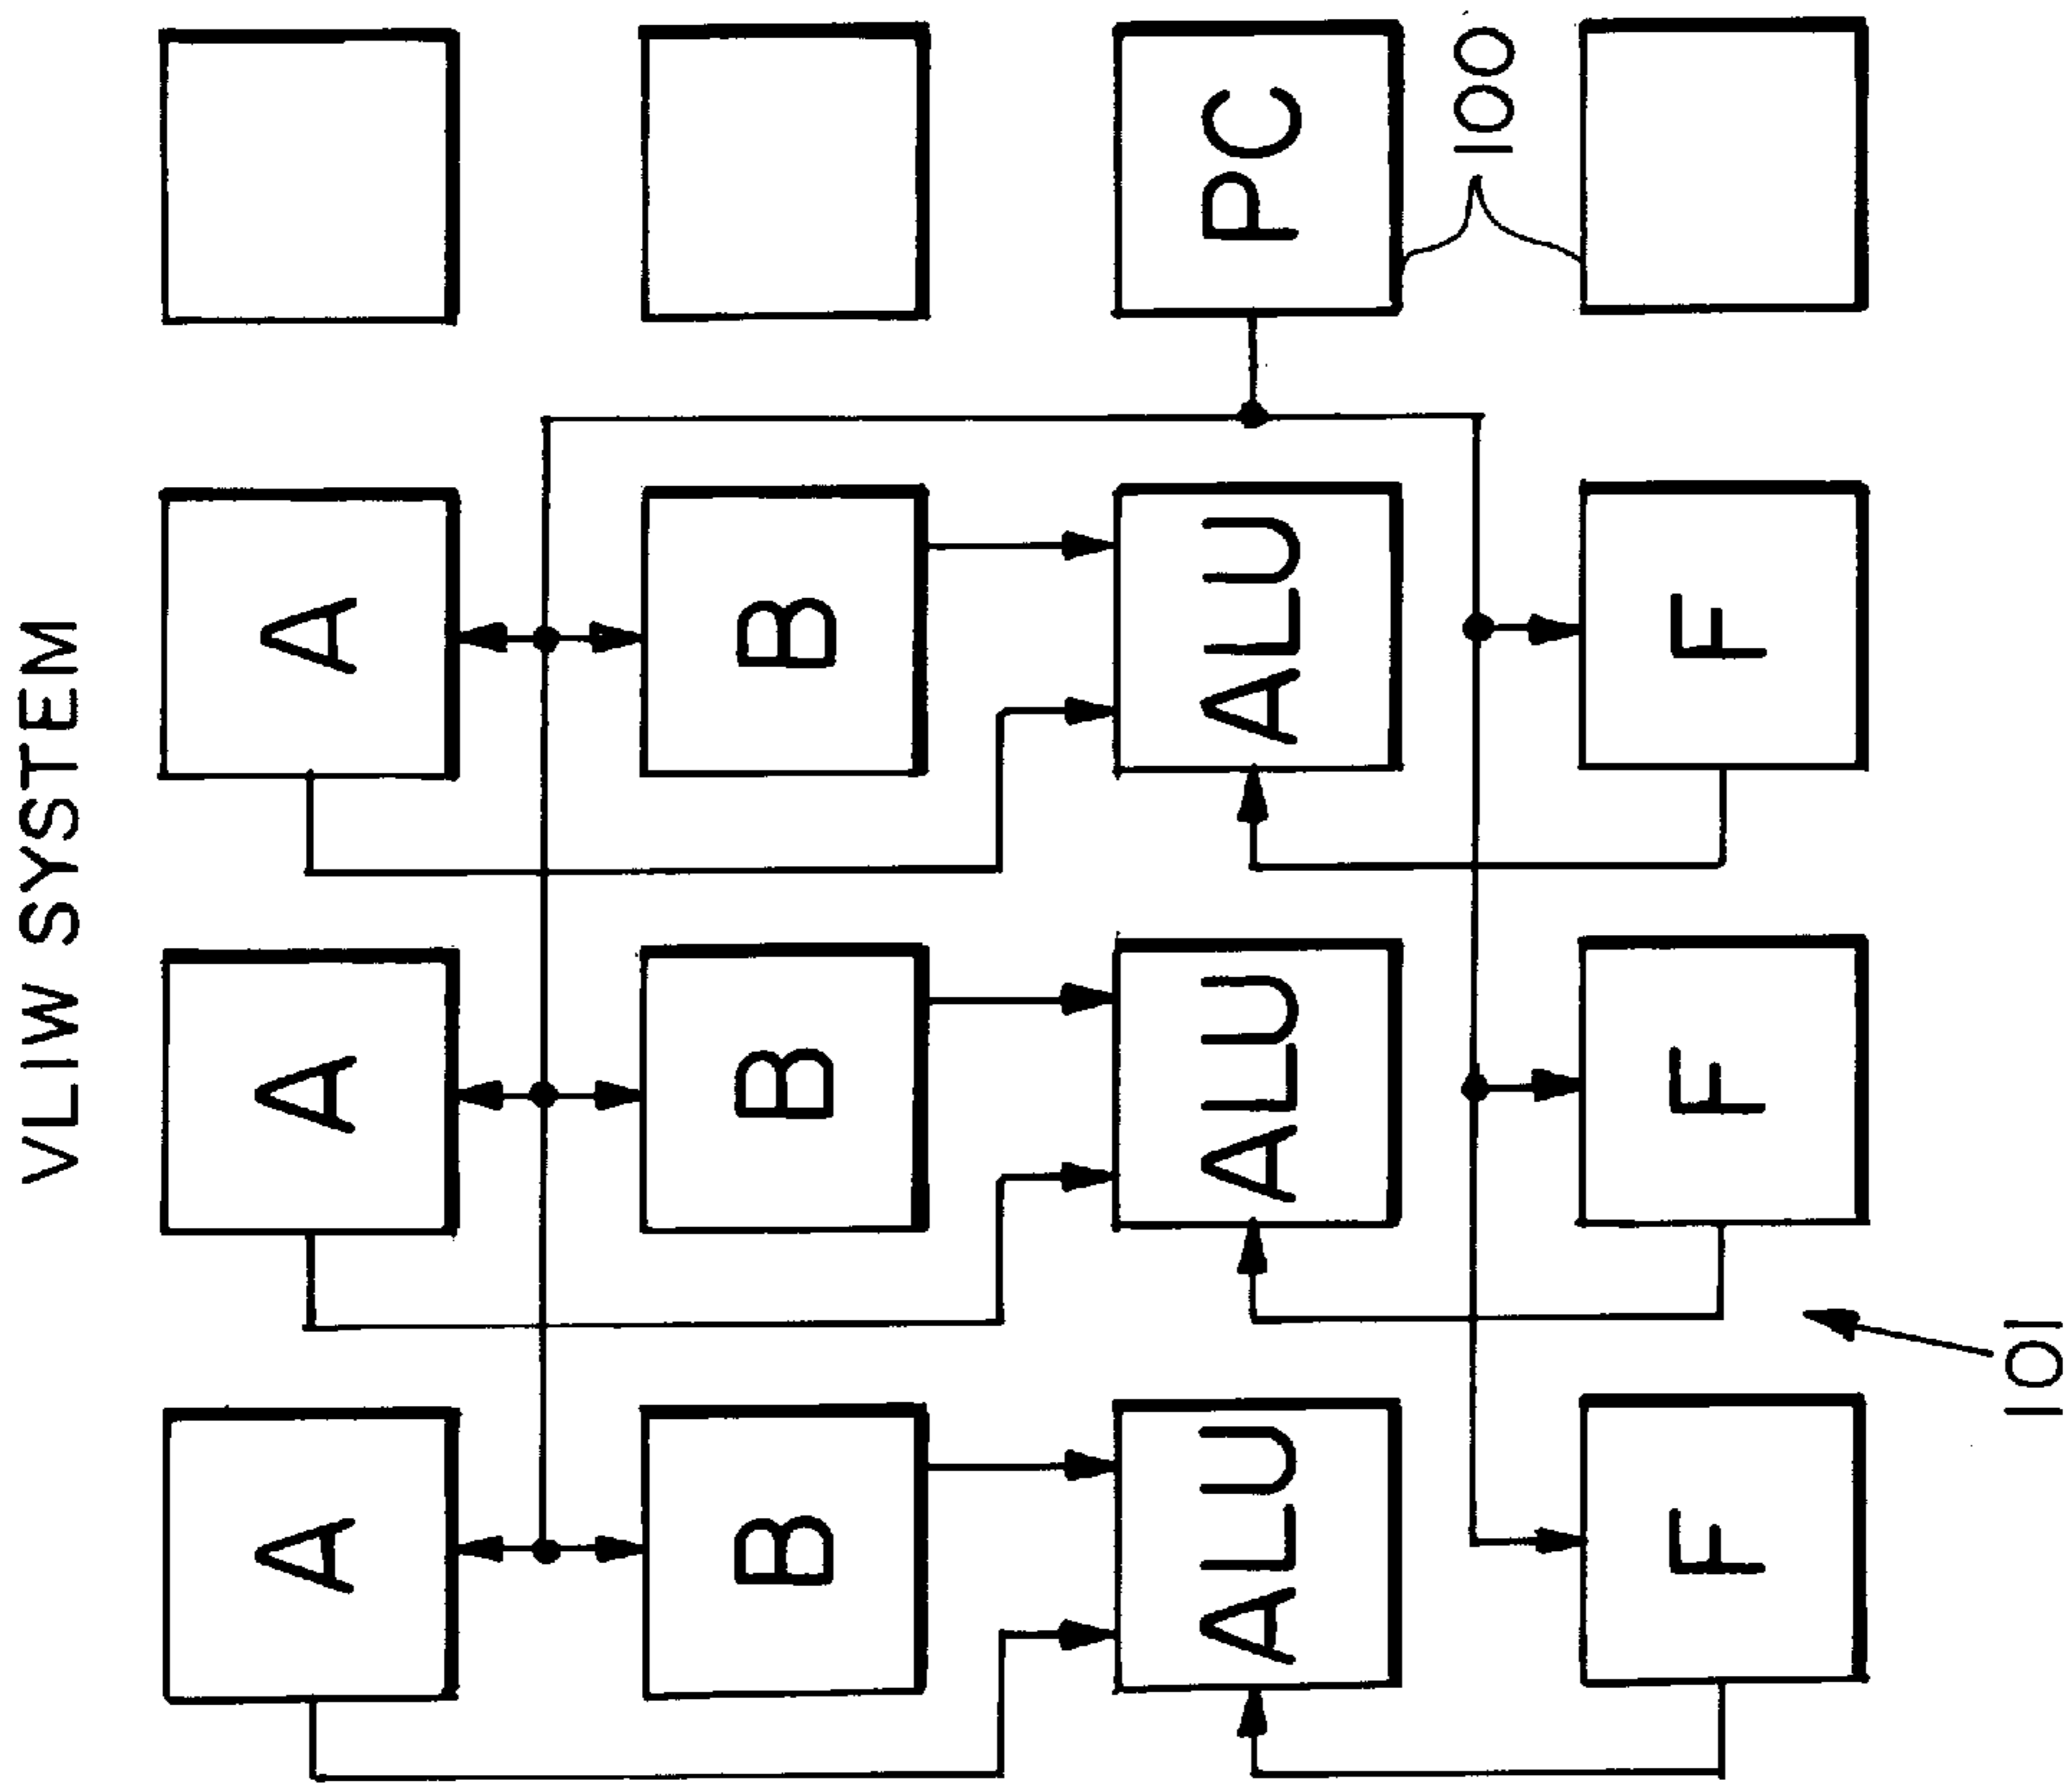 VLIW SYSTEM
A A A
B B B
ALU ALU ALU PC
100
F F F
101